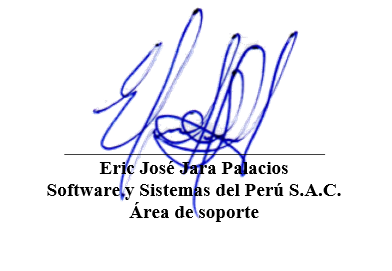 Eric José Jara Palacios
Software y Sistemas del Perú S.A.C.
Área de soporte